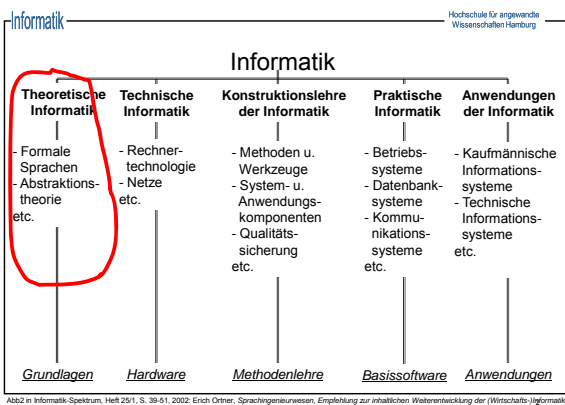 Informatik
Hochschule für angewandte
Wissenschaften Hamburg
Informatik
Theoretische
Informatik
- Formale
Sprachen
- Abstraktions-
theorie
etc.
Grundlagen
Technische
Informatik
- Rechner-
technologie
- Netze
etc.
Hardware
Konstruktionslehre
der Informatik
- Methoden u.
Werkzeuge
- System- u.
Anwendungs-
komponenten
- Qualitäts-
sicherung
etc.
Methodenlehre
Praktische
Informatik
- Betriebs-
systeme
- Datenbank-
systeme
- Kommu-
nikations-
systeme
etc.
Basissoftware
Anwendungen
der Informatik
- Kaufmännische
Informations-
systeme
- Technische
Informations-
systeme
etc.
Anwendungen
Abb2 in Informatik-Spektrum, Heft 25/1, S. 39-51, 2002: Erich Ortner, Sprachingenieurwesen, Empfehlung zur inhaltlichen Weiterentwicklung der (Wirtschafts-)Informatik